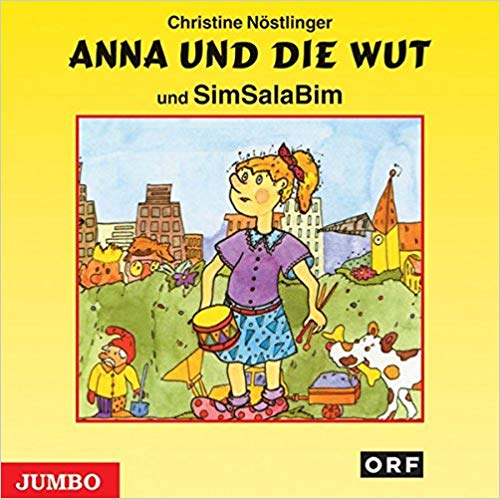 Christine Nöstlinger
ANNA UND DIE WUT
und SimSalaBim
JUMBO
ORF